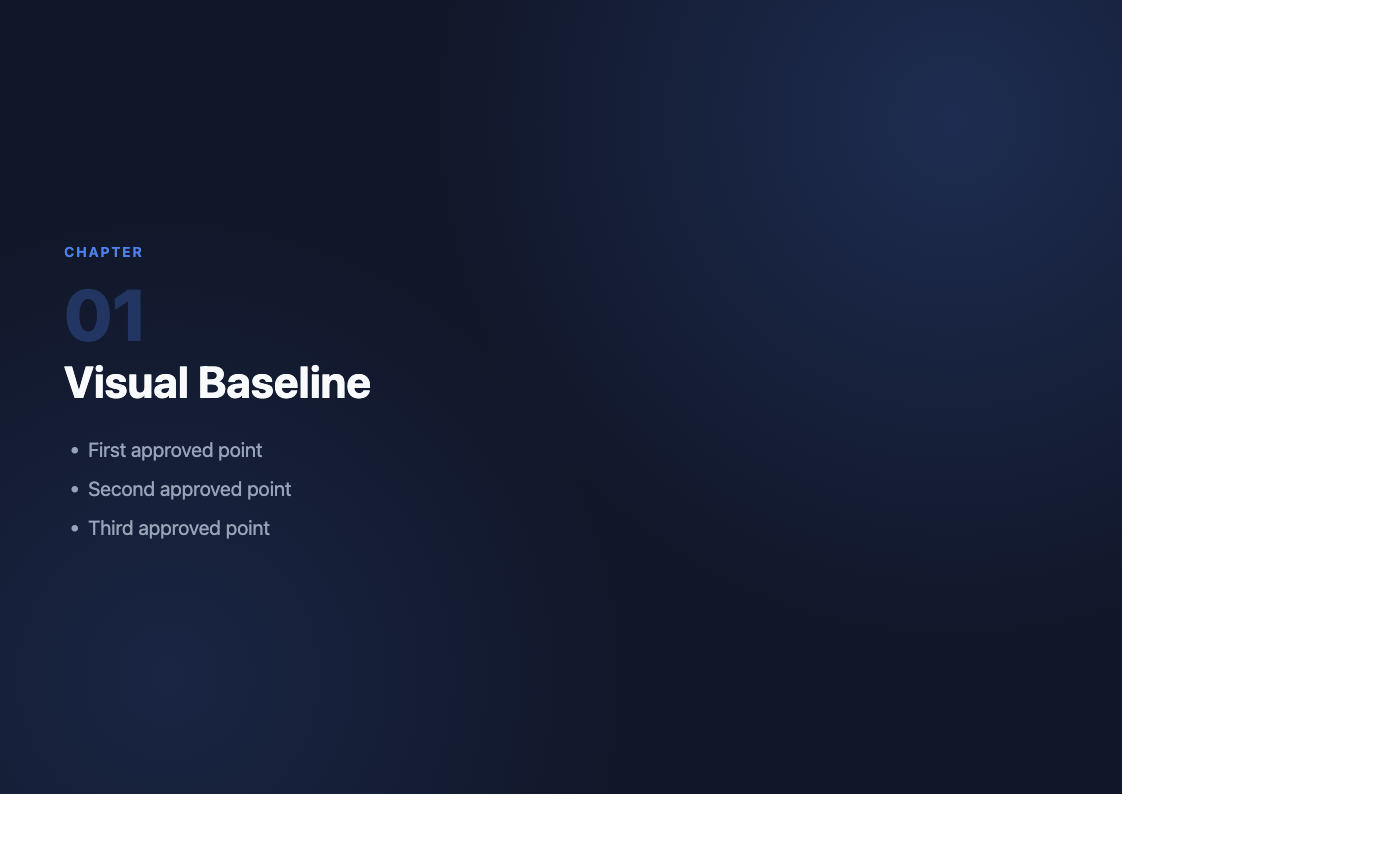 CHAPTER
01
Visual Baseline
• First approved point
• Second approved point
• Third approved point